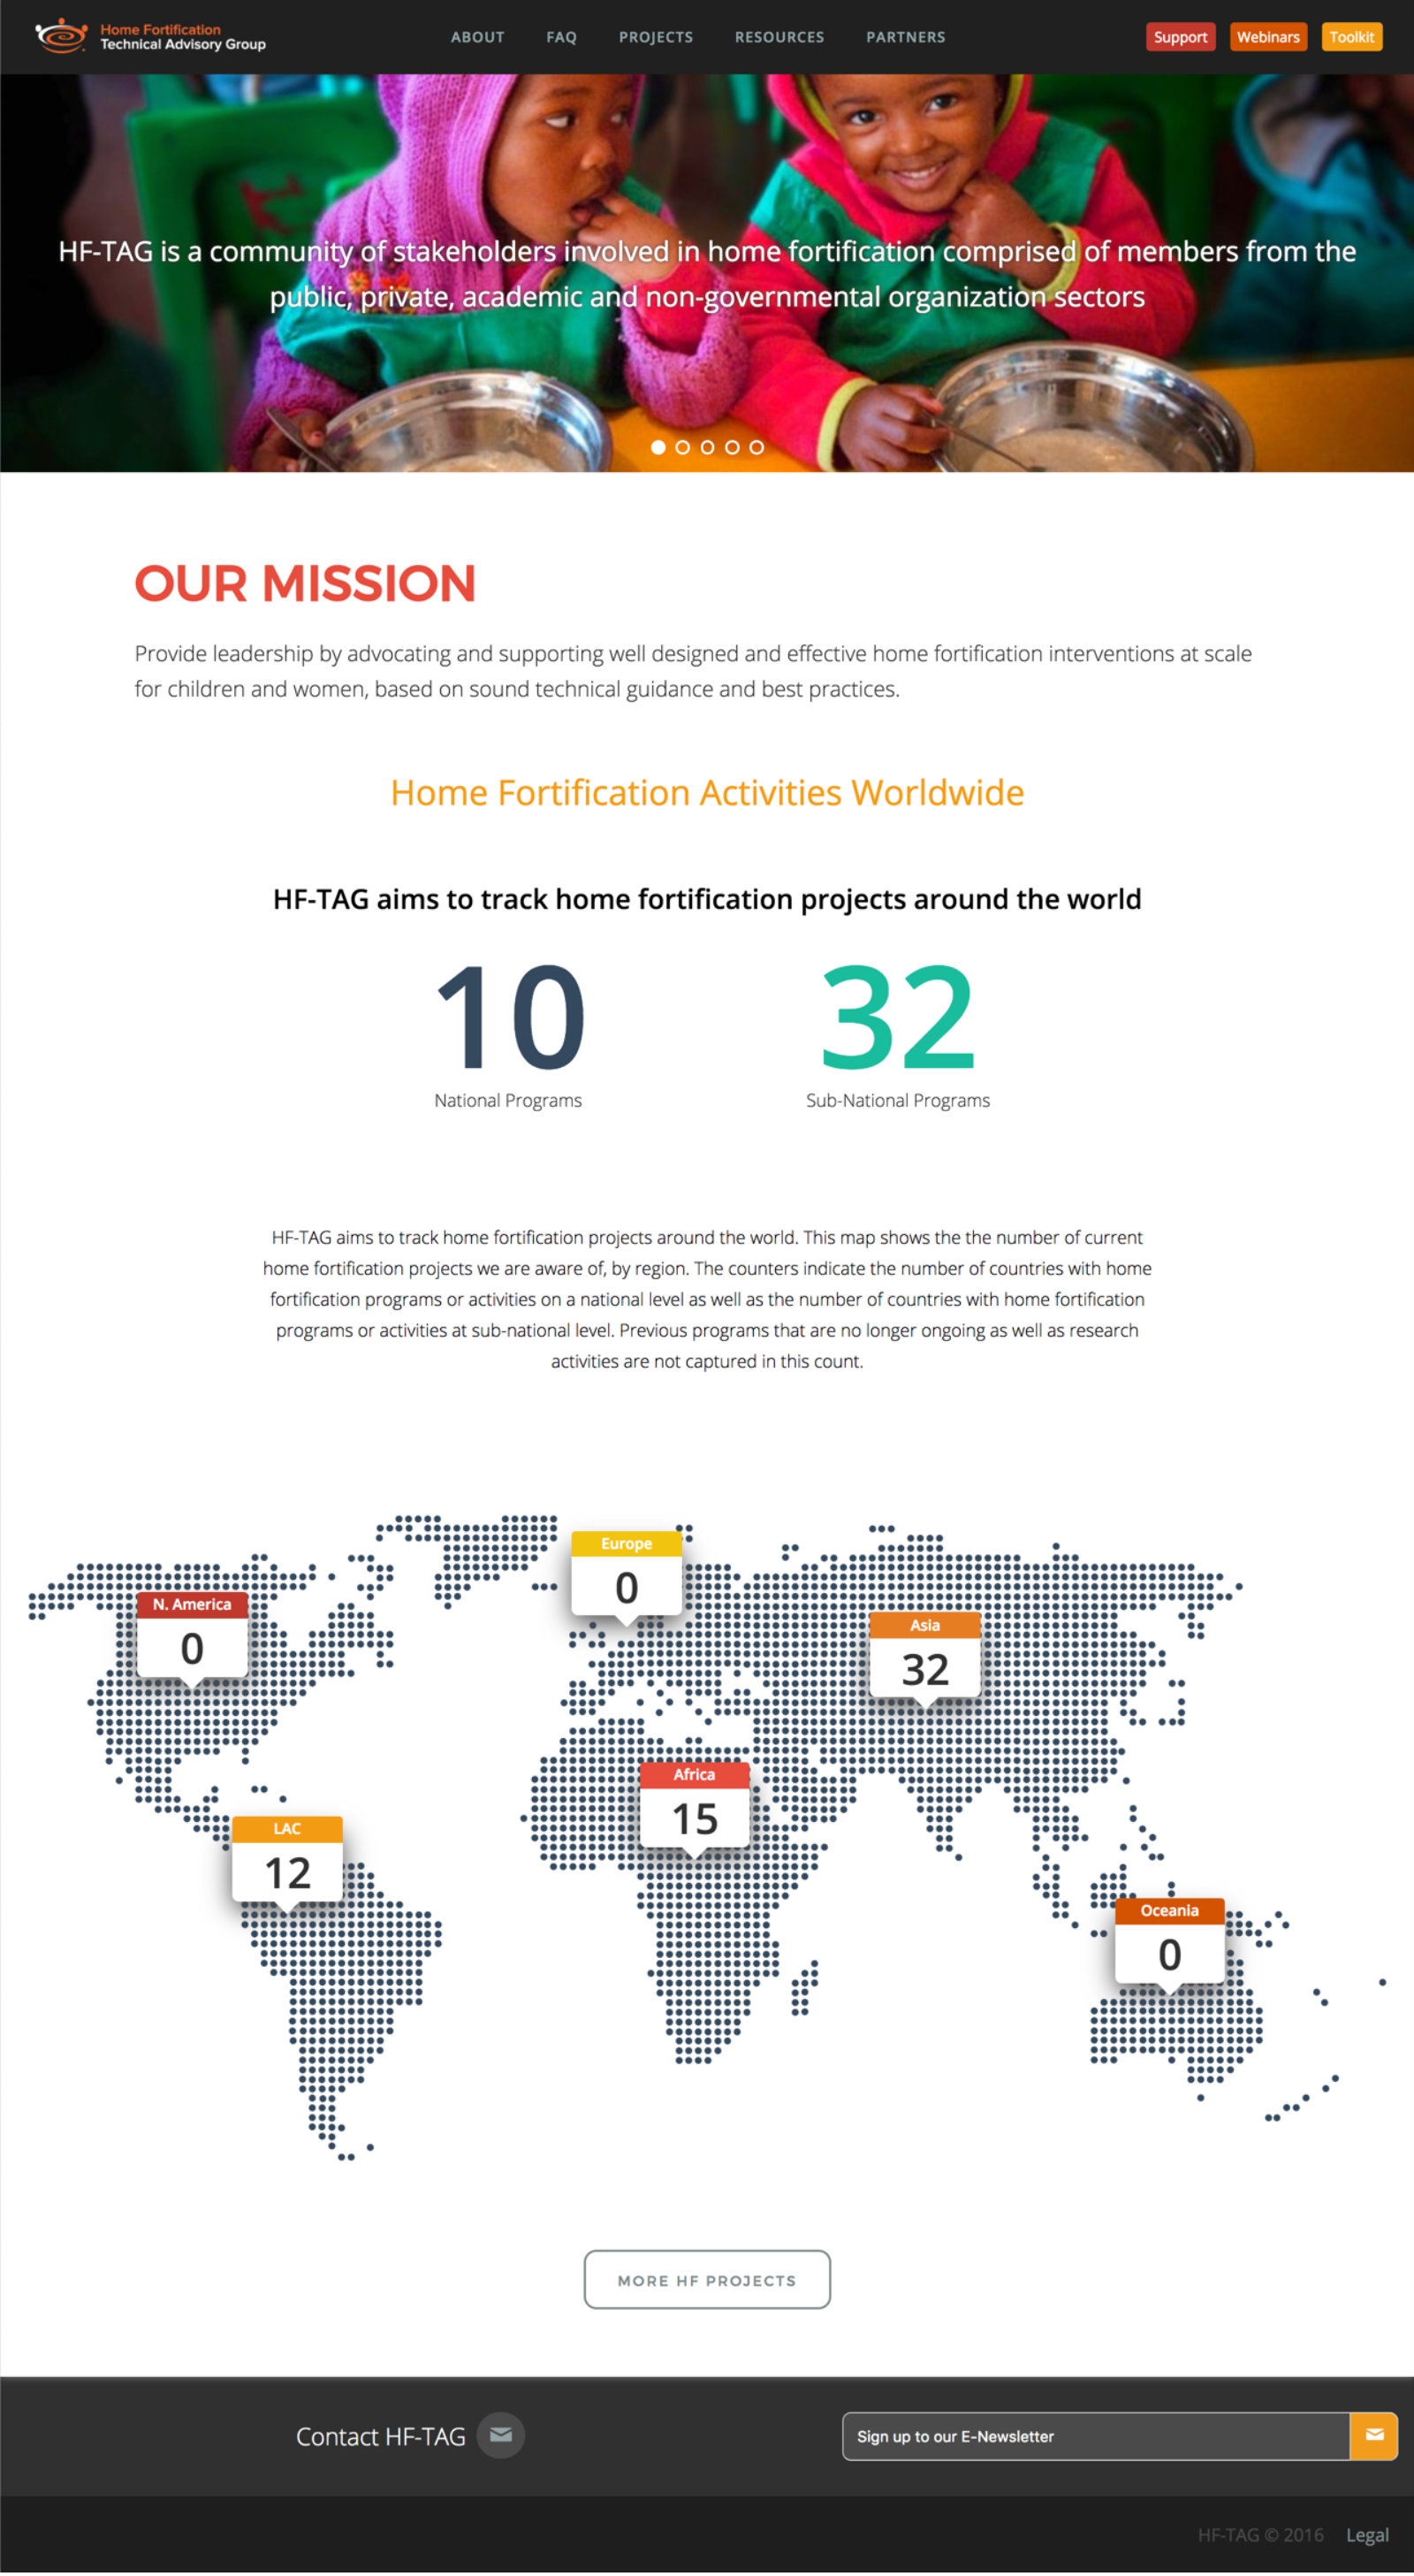 Home Fortification
Technical Advisory Group
ABOUT FAQ PROJECTS RESOURCES PARTNERS
Support Webinars Toolkit
HF-TAG is a community of stakeholders involved in home fortification comprised of members from the
public, private, academic and non-governmental organization sectors
OUR MISSION
Provide leadership by advocating and supporting well designed and effective home fortification interventions at scale
for children and women, based on sound technical guidance and best practices.
Home Fortification Activities Worldwide
HF-TAG aims to track home fortification projects around the world
10
National Programs
32
Sub-National Programs
HF-TAG aims to track home fortification projects around the world. This map shows the the number of current
home fortification projects we are aware of, by region. The counters indicate the number of countries with home
fortification programs or activities on a national level as well as the number of countries with home fortification
programs or activities at sub-national level. Previous programs that are no longer ongoing as well as research
activities are not captured in this count.
Europe
0
N. America
0
Asia
32
Africa
15
LAC
12
Oceania
0
MORE HF PROJECTS
Contact HF-TAG
Sign up to our E-Newsletter
HF-TAG © 2016 Legal